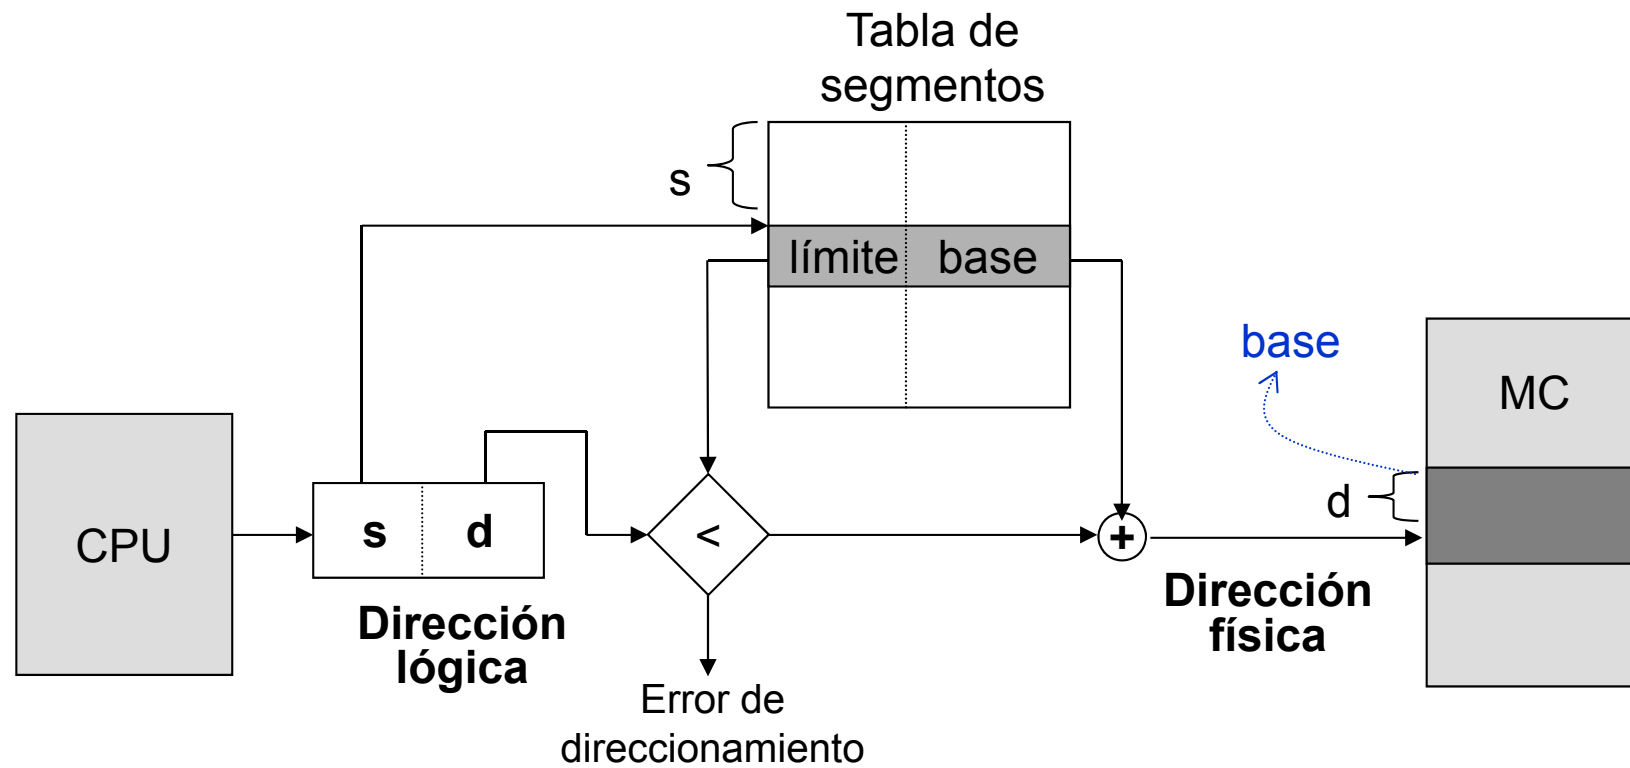 Tabla de
segmentos
s
límite base
base
MC
CPU
s d
<
+
d
Dirección
lógica
Dirección
física
Error de
direccionamiento